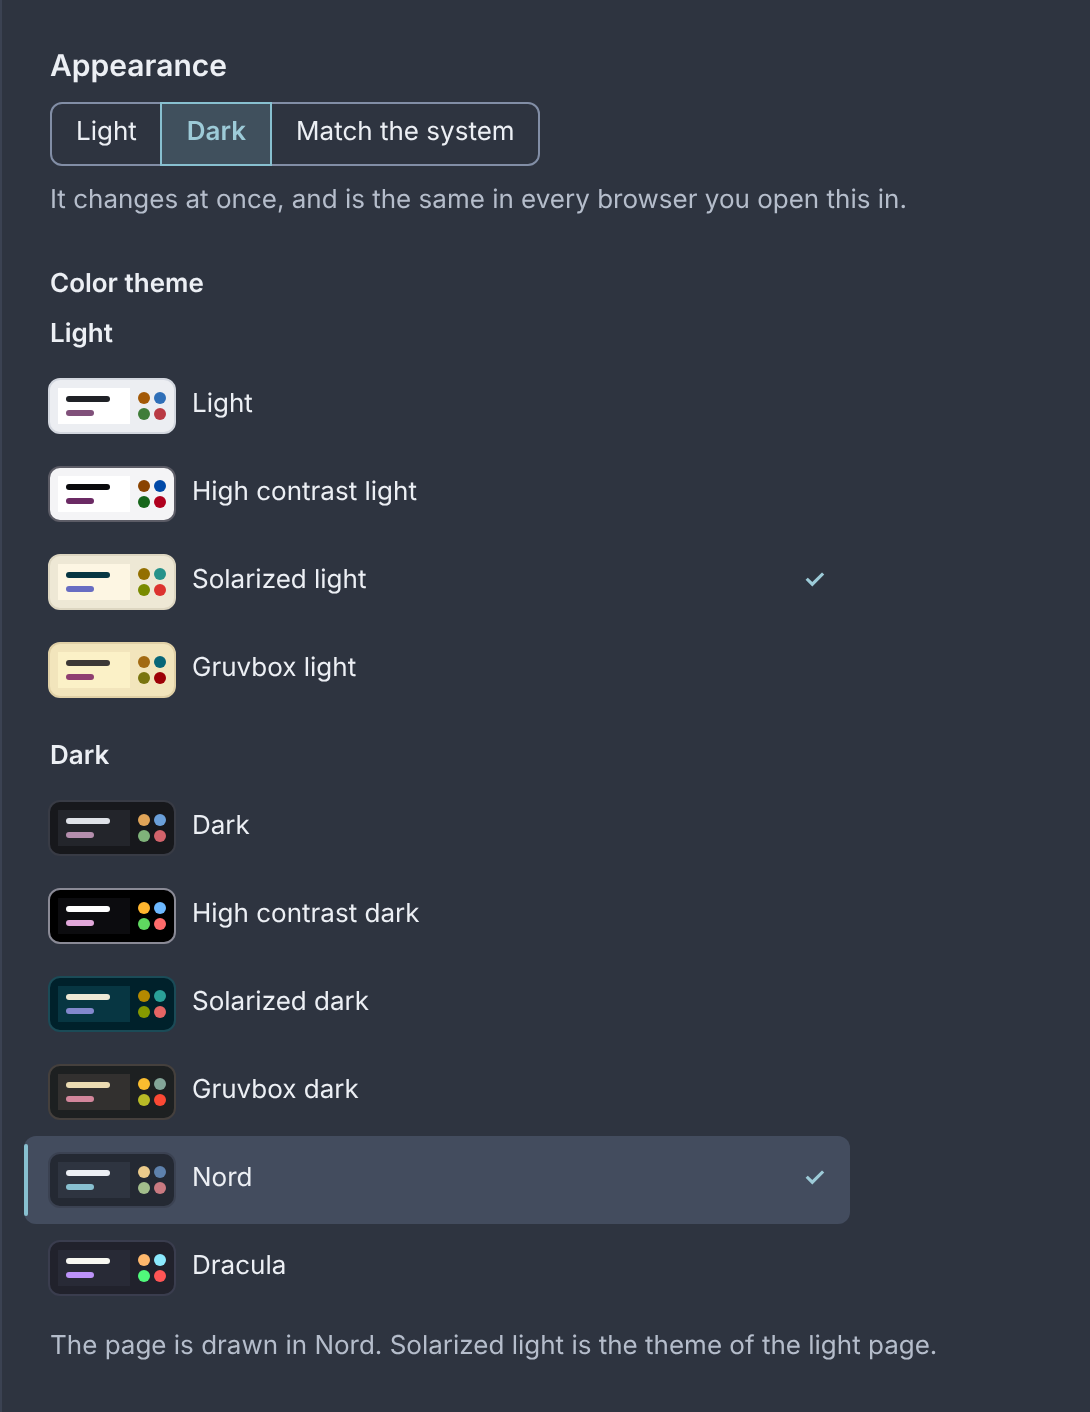 Appearance
Light
Dark
Match the system
It changes at once, and is the same in every browser you open this in.
Color theme
Light
Light
High contrast light
Solarized light
Gruvbox light
Dark
Dark
High contrast dark
Solarized dark
Gruvbox dark
Nord
Dracula
The page is drawn in Nord. Solarized light is the theme of the light page.